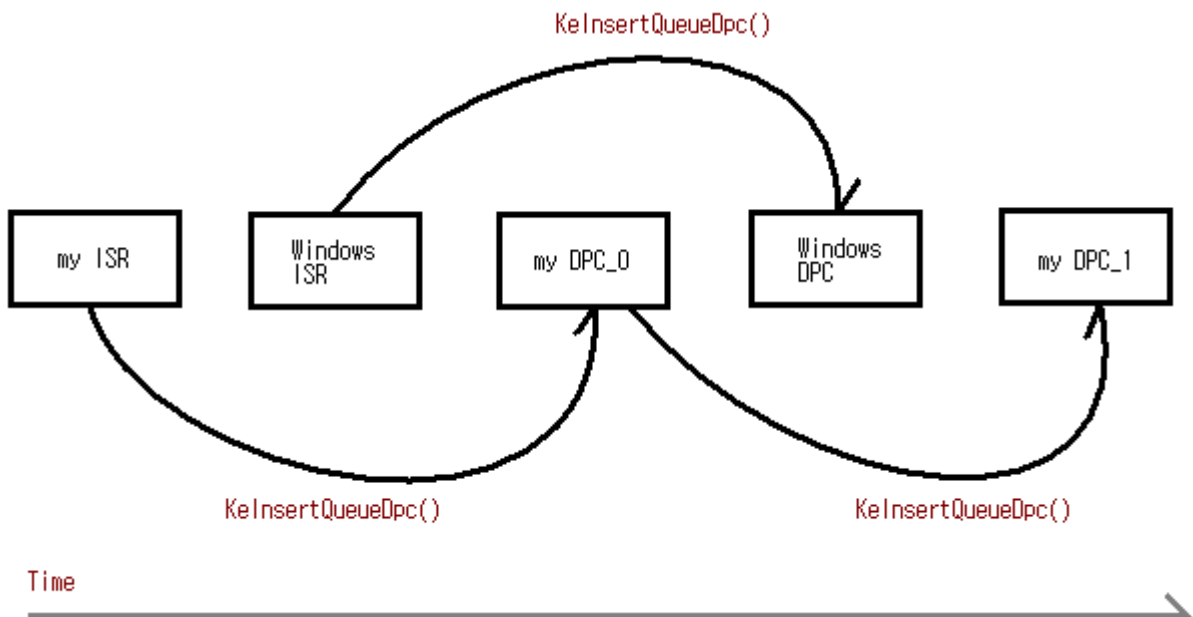 KeInsertQueueDpc()
my ISR
Windows
ISR
my DPC_0
Windows
DPC
my DPC_1
KeInsertQueueDpc()
KeInsertQueueDpc()
Time